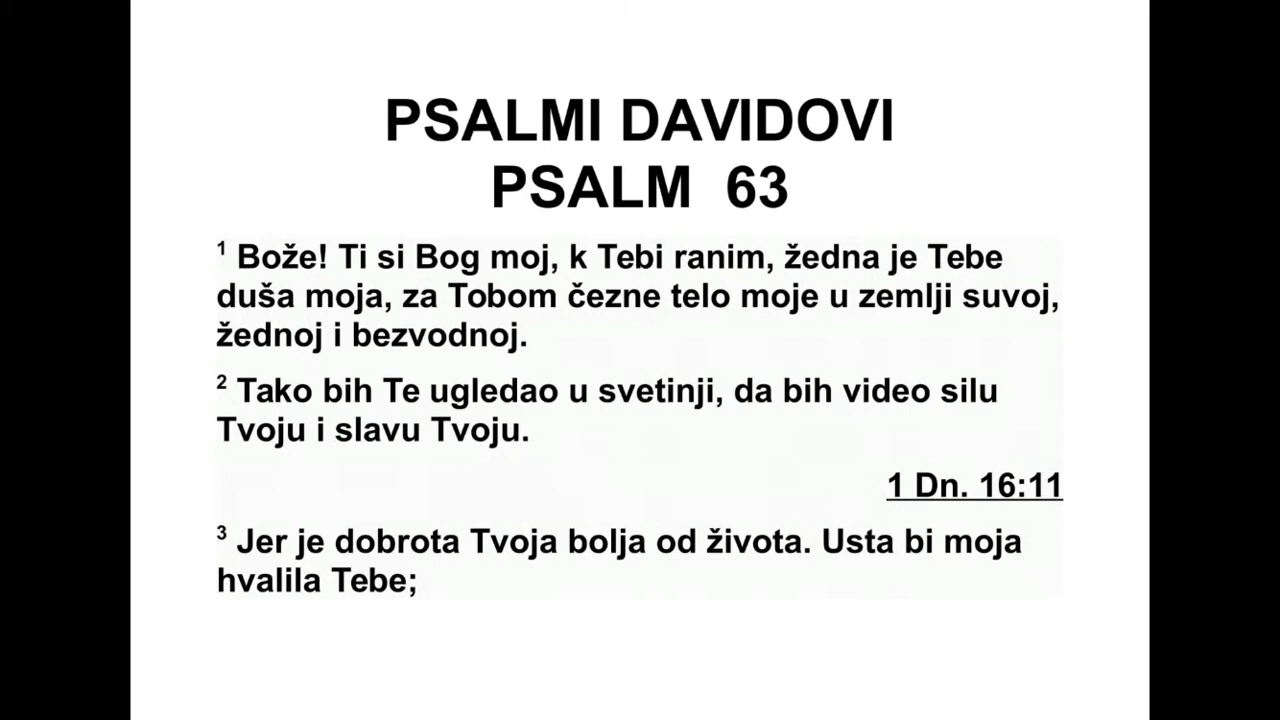 PSALMI DAVIDOVI
PSALM 63
1 Bože! Ti si Bog moj, k Tebi ranim, žedna je Tebe
duša moja, za Tobom čezne telo moje u zemlji suvoj,
žednoj i bezvodnoj.
2 Tako bih Te ugledao u svetinji, da bih video silu
Tvoju i slavu Tvoju.
1 Dn. 16:11
3 Jer je dobrota Tvoja bolja od života. Usta bi moja
hvalila Tebe;